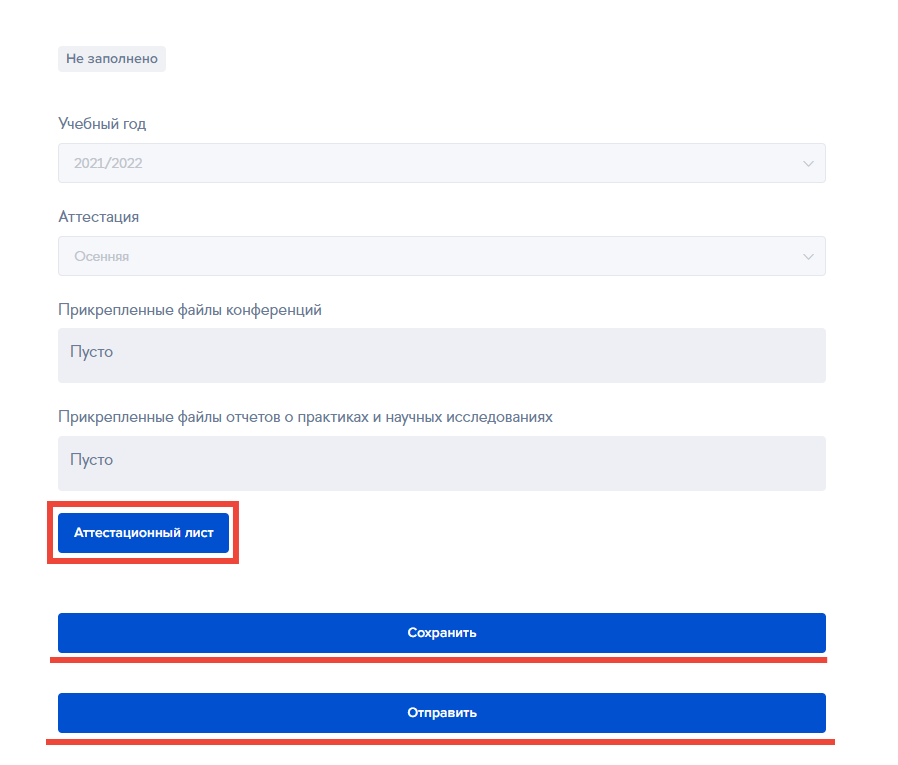 Не заполнено
Учебный год
2021/2022
Аттестация
Осенняя
Прикрепленные файлы конференций
Пусто
Прикрепленные файлы отчетов о практиках и научных исследованиях
Пусто
Аттестационный лист
Сохранить
Отправить